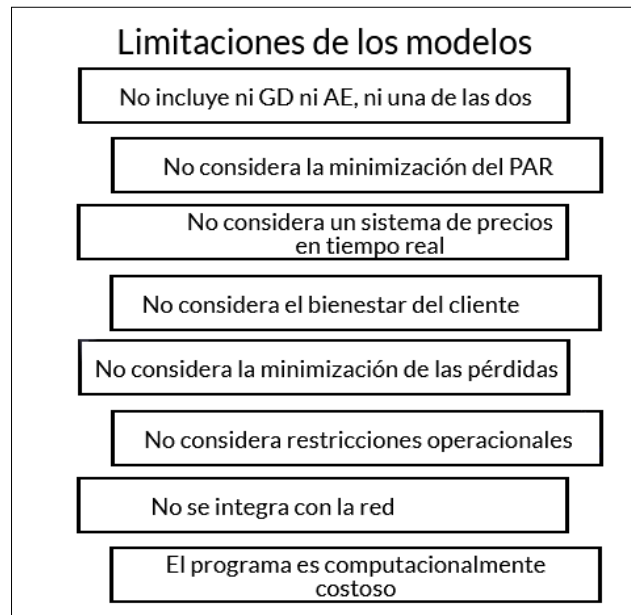 Limitaciones de los modelos
No incluye ni GD ni AE, ni una de las dos
No considera la minimización del PAR
No considera un sistema de precios
en tiempo real
No considera el bienestar del cliente
No considera la minimización de las pérdidas
No considera restricciones operacionales
No se integra con la red
El programa es computacionalmente
costoso